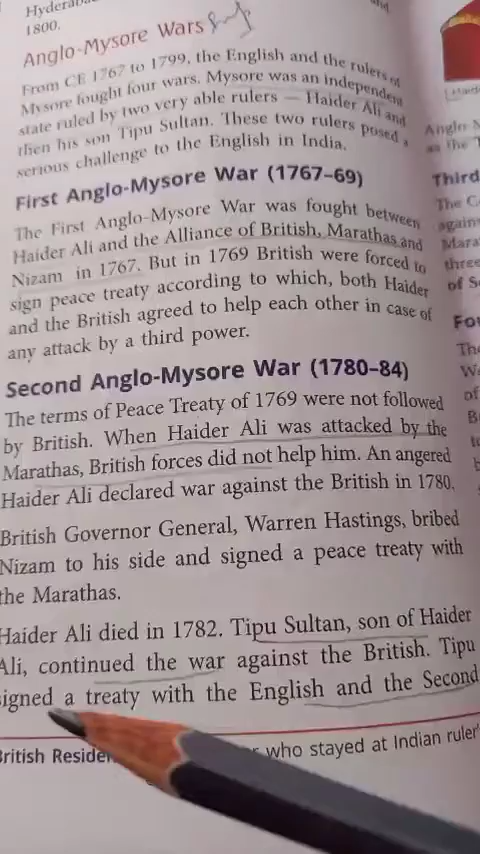 Hyderabad
1800.
Anglo-Mysore Wars
From CE 1767 to 1799, the English and the rulers of
Mysore fought four wars. Mysore was an independent
state ruled by two very able rulers — Haider Ali and
then his son Tipu Sultan. These two rulers posed a
serious challenge to the English in India.
First Anglo-Mysore War (1767–69)
The First Anglo-Mysore War was fought between
Haider Ali and the Alliance of British, Marathas and
Nizam in 1767. But in 1769 British were forced to
sign peace treaty according to which, both Haider
and the British agreed to help each other in case of
any attack by a third power.
Second Anglo-Mysore War (1780–84)
The terms of Peace Treaty of 1769 were not followed
by British. When Haider Ali was attacked by the
Marathas, British forces did not help him. An angered
Haider Ali declared war against the British in 1780.
British Governor General, Warren Hastings, bribed
Nizam to his side and signed a peace treaty with
the Marathas.
Haider Ali died in 1782. Tipu Sultan, son of Haider
Ali, continued the war against the British. Tipu
signed a treaty with the English and the Second
British Reside
who stayed at Indian ruler'
Anglo-M
as the
Third
The
again
Mara
three
of S
Fo
The
W
of
B
to